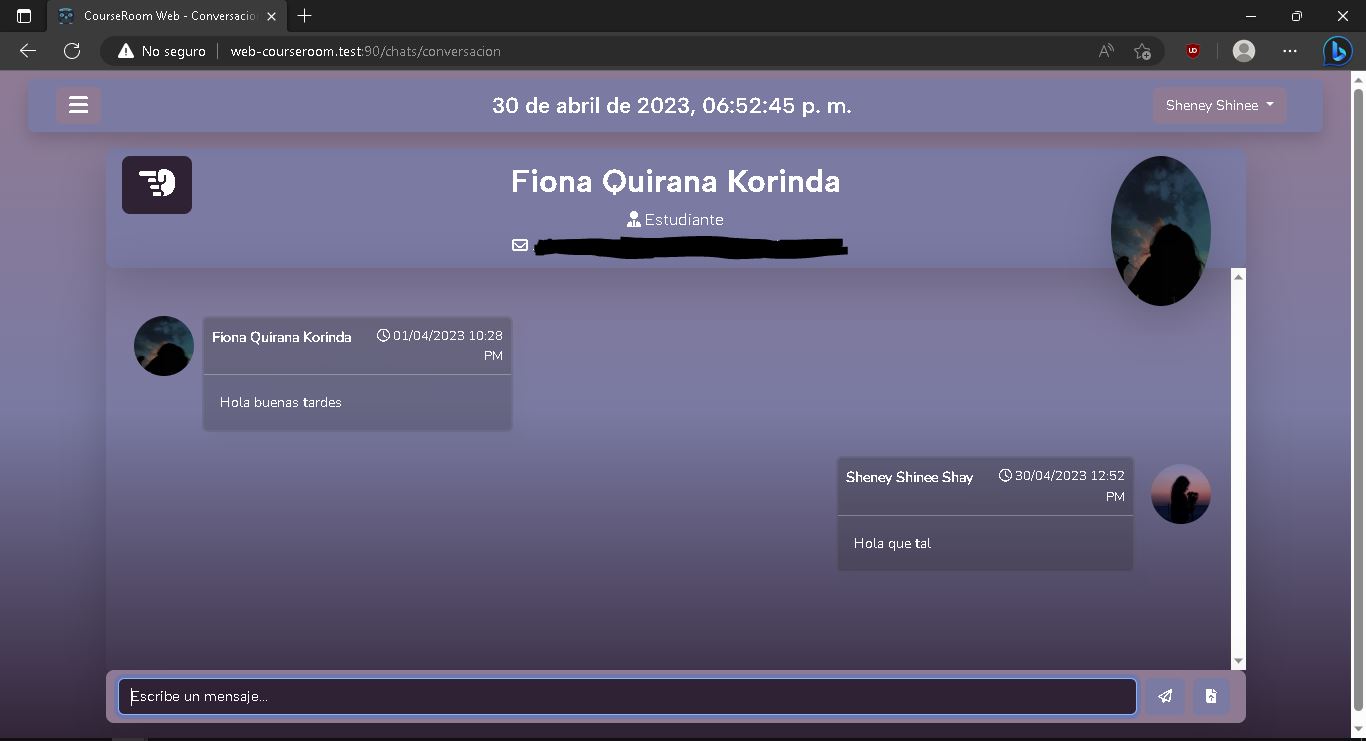 CourseRoom Web - Conversacio
No seguro
web-courseroom.test:90/chats/conversacion
30 de abril de 2023, 06:52:45 p. m.
Sheney Shinee
Fiona Quirana Korinda
Estudiante
Fiona Quirana Korinda
01/04/2023 10:28
PM
Hola buenas tardes
Sheney Shinee Shay
30/04/2023 12:52
PM
Hola que tal
Escribe un mensaje...